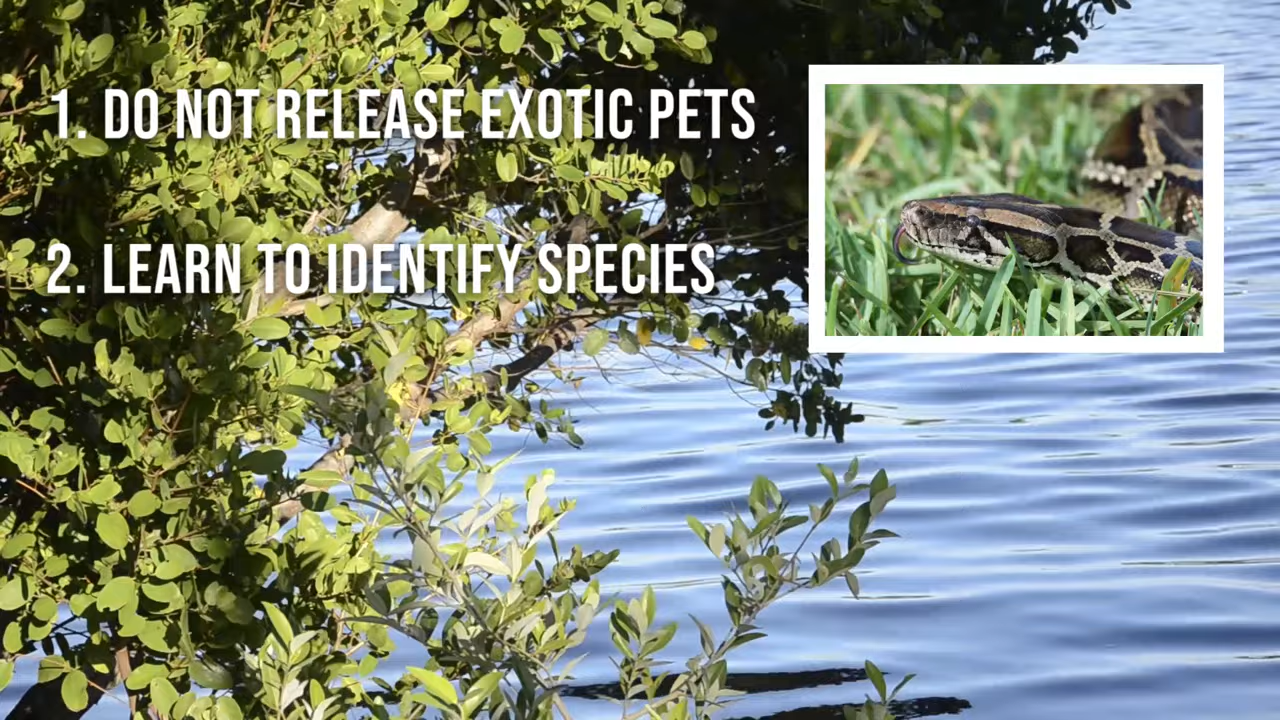 1. DO NOT RELEASE EXOTIC PETS
2. LEARN TO IDENTIFY SPECIES